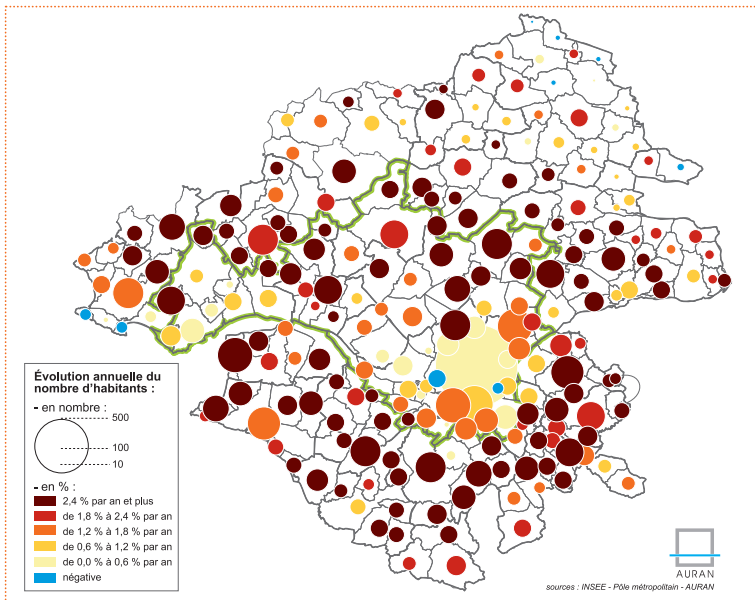 Évolution annuelle du
nombre d'habitants :
- en nombre :
500
100
10
- en % :
2,4 % par an et plus
de 1,8 % à 2,4 % par an
de 1,2 % à 1,8 % par an
de 0,6 % à 1,2 % par an
de 0,0 % à 0,6 % par an
négative
AURAN
sources : INSEE - Pôle métropolitain - AURAN